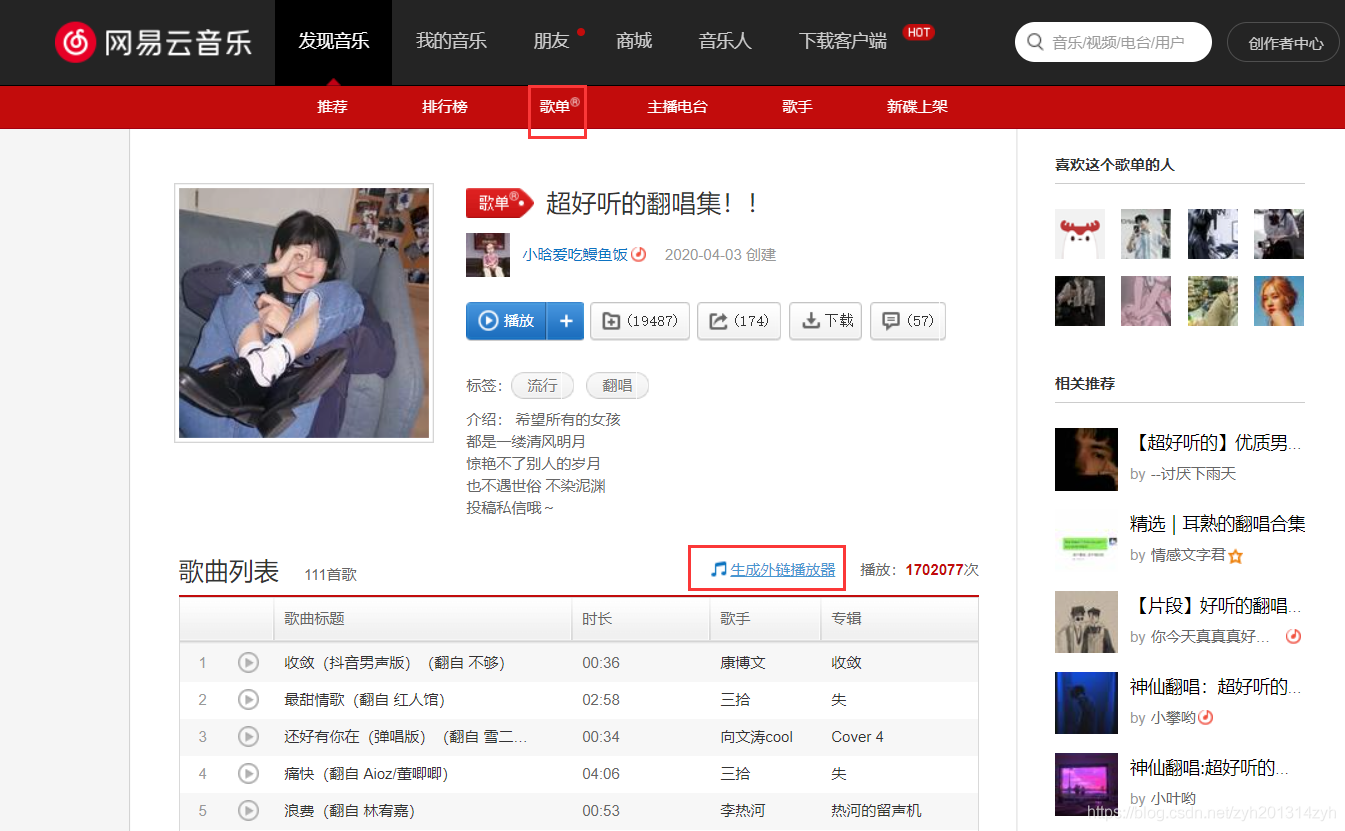 网易云音乐
发现音乐
我的音乐
朋友
商城
音乐人
下载客户端
HOT
音乐/视频/电台/用户
创作者中心
推荐
排行榜
歌单®
主播电台
歌手
新碟上架
歌单®
超好听的翻唱集！！
小晗爱吃鳗鱼饭
2020-04-03 创建
播放
+
(19487)
(174)
下载
(57)
标签：
流行
翻唱
介绍： 希望所有的女孩
都是一缕清风明月
惊艳不了别人的岁月
也不遇世俗 不染泥渊
投稿私信哦～
歌曲列表
111首歌
生成外链播放器
播放：1702077次
歌曲标题
时长
歌手
专辑
1 收敛（抖音男声版）（翻自 不够） 00:36 康博文 收敛
2 最甜情歌（翻自 红人馆） 02:58 三拾 失
3 还好有你在（弹唱版）（翻自 雪二... 00:34 向文涛cool Cover 4
4 痛快（翻自 Aioz/董唧唧） 04:06 三拾 失
5 浪费（翻自 林宥嘉） 00:53 李热河 热河的留声机
喜欢这个歌单的人
相关推荐
【超好听的】优质男...
by --讨厌下雨天
精选｜耳熟的翻唱合集
by 情感文字君
【片段】好听的翻唱...
by 你今天真真真好...
神仙翻唱：超好听的...
by 小攀哟
神仙翻唱:超好听的...
by 小叶哟
https://blog.csdn.net/zyh201314zyh